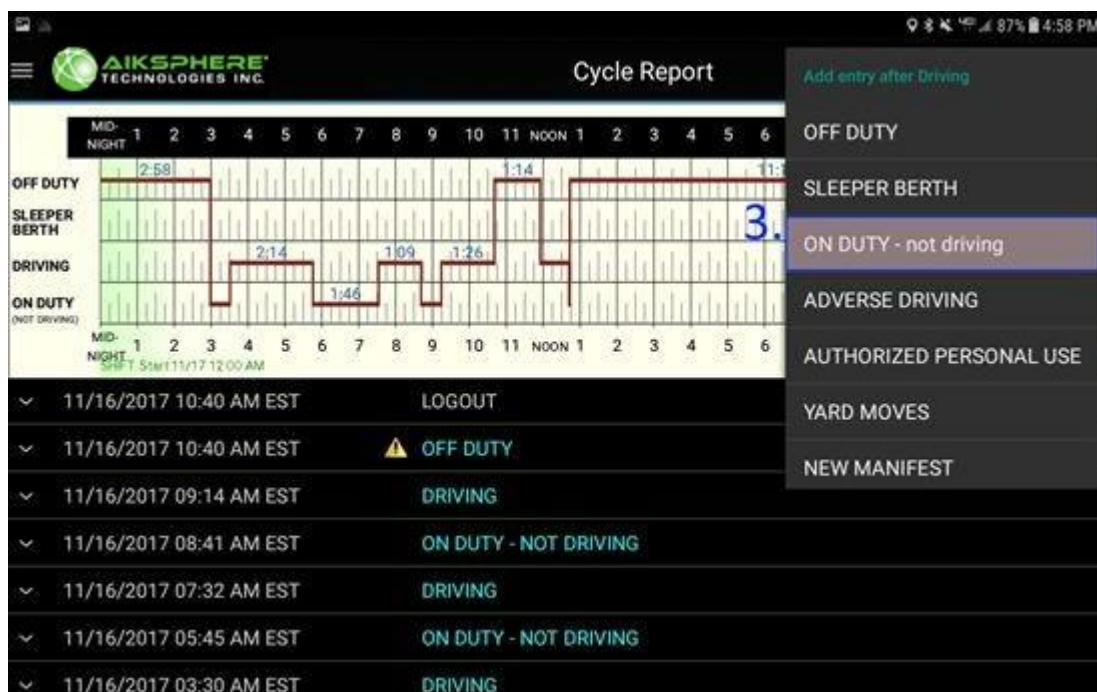 87% 4:58 PM
AIKSPHERE
TECHNOLOGIES INC.
Cycle Report
Add entry after Driving
OFF DUTY
SLEEPER BERTH
ON DUTY - not driving
ADVERSE DRIVING
AUTHORIZED PERSONAL USE
YARD MOVES
NEW MANIFEST
MID-NIGHT 1 2 3 4 5 6 7 8 9 10 11 NOON 1 2 3 4 5 6
2:58 1:14
OFF DUTY
SLEEPER BERTH
3.
2:14 1:09 1:26
DRIVING
1:46
ON DUTY
(NOT DRIVING)
MID-NIGHT 1 2 3 4 5 6 7 8 9 10 11 NOON 1 2 3 4 5 6
SHIFT Start 11/17 12:00 AM
11/16/2017 10:40 AM EST LOGOUT
11/16/2017 10:40 AM EST OFF DUTY
11/16/2017 09:14 AM EST DRIVING
11/16/2017 08:41 AM EST ON DUTY - NOT DRIVING
11/16/2017 07:32 AM EST DRIVING
11/16/2017 05:45 AM EST ON DUTY - NOT DRIVING
11/16/2017 03:30 AM EST DRIVING